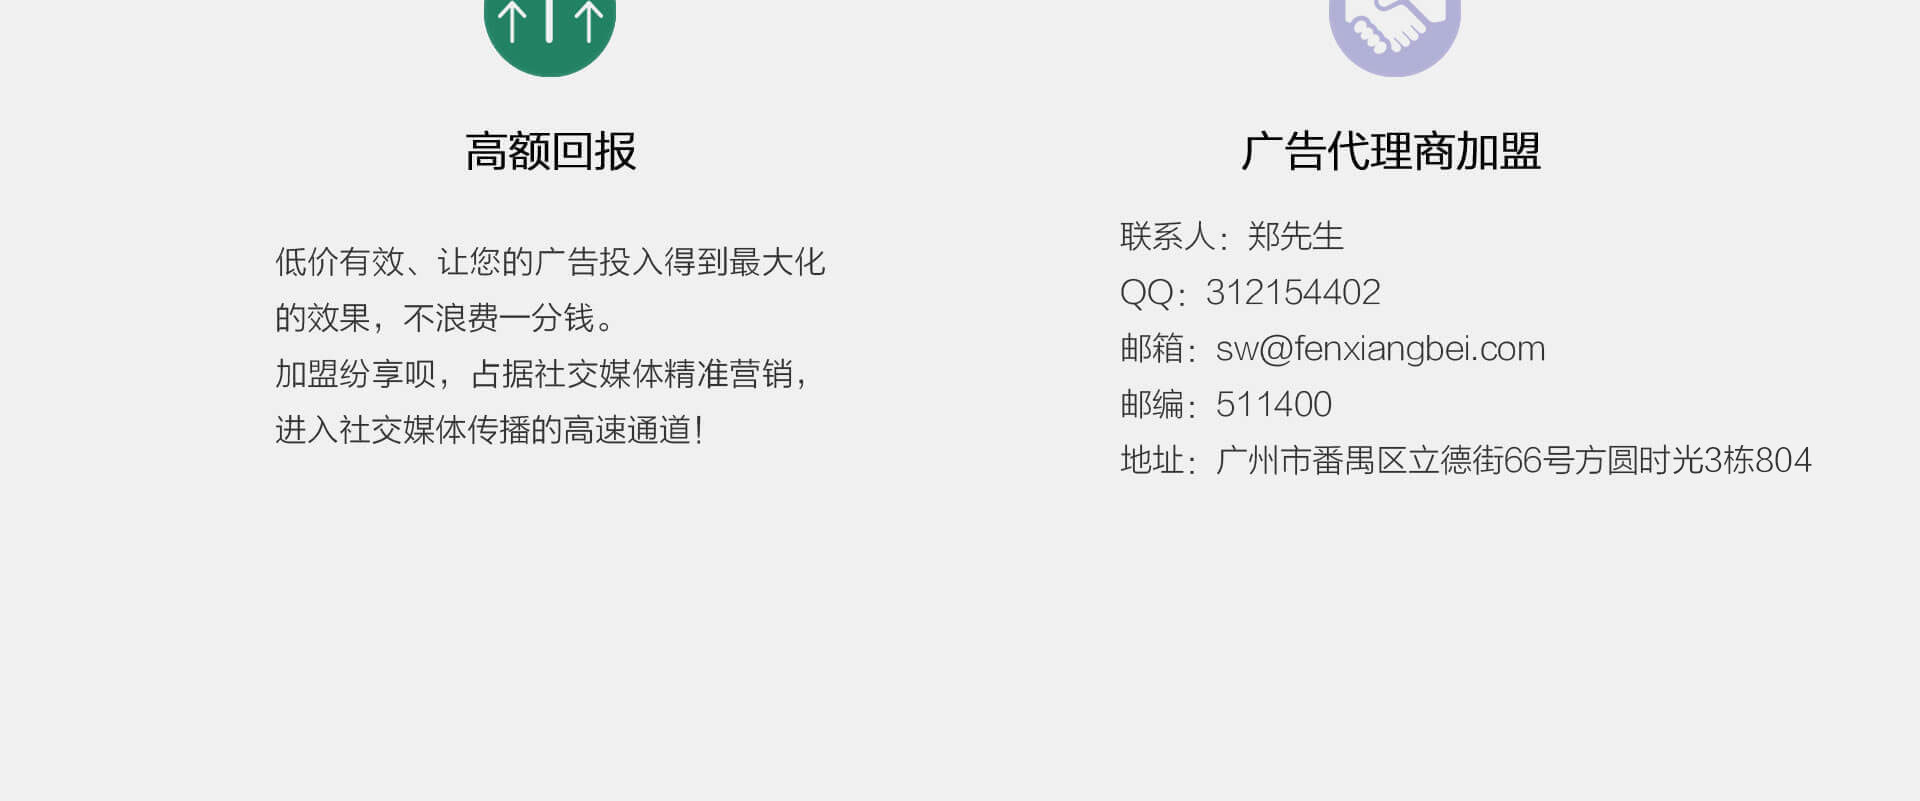 高额回报
低价有效、让您的广告投入得到最大化
的效果，不浪费一分钱。
加盟纷享呗，占据社交媒体精准营销，
进入社交媒体传播的高速通道！
广告代理商加盟
联系人：郑先生
QQ：312154402
邮箱：sw@fenxiangbei.com
邮编：511400
地址：广州市番禺区立德街66号方圆时光3栋804